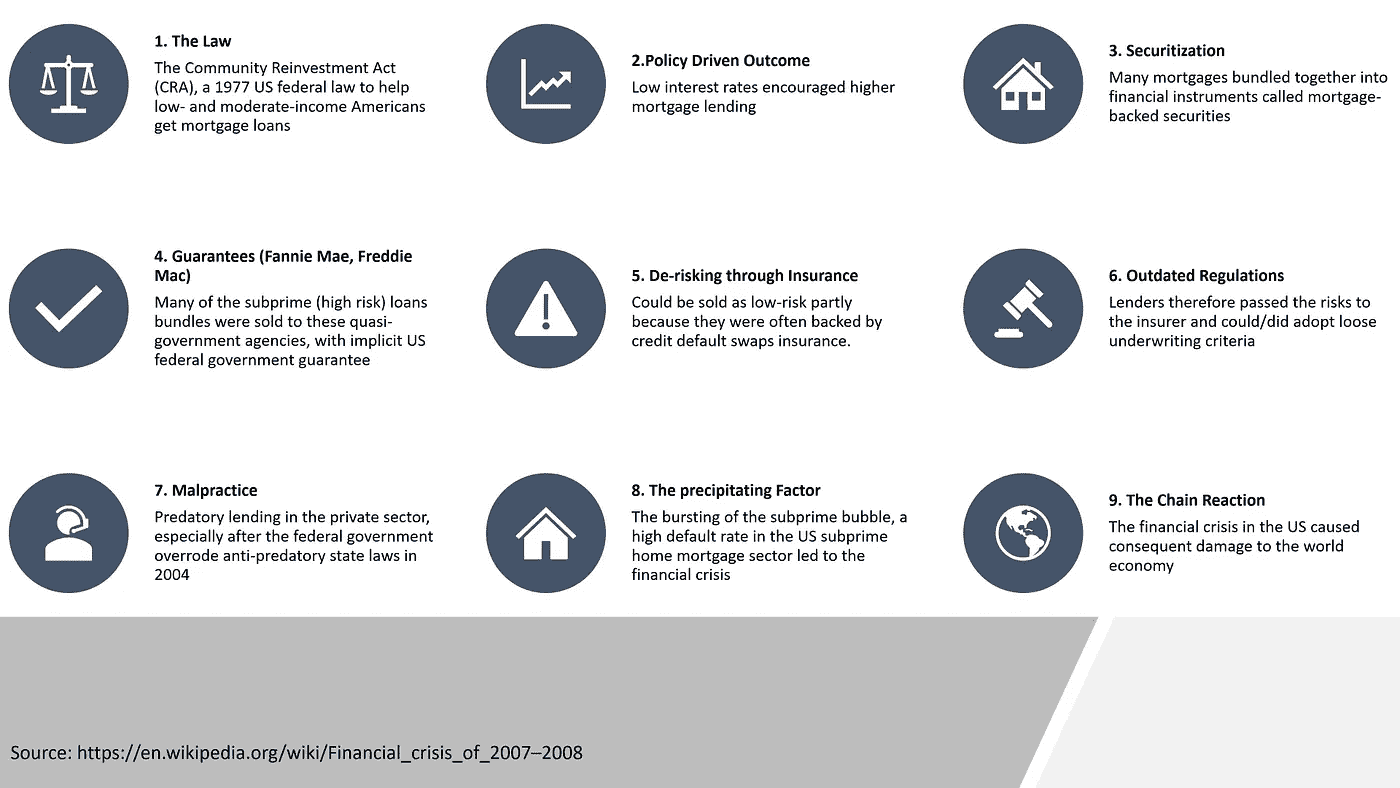 1. The Law
The Community Reinvestment Act
(CRA), a 1977 US federal law to help
low- and moderate-income Americans
get mortgage loans
2.Policy Driven Outcome
Low interest rates encouraged higher
mortgage lending
3. Securitization
Many mortgages bundled together into
financial instruments called mortgage-
backed securities
4. Guarantees (Fannie Mae, Freddie
Mac)
Many of the subprime (high risk) loans
bundles were sold to these quasi-
government agencies, with implicit US
federal government guarantee
5. De-risking through Insurance
Could be sold as low-risk partly
because they were often backed by
credit default swaps insurance.
6. Outdated Regulations
Lenders therefore passed the risks to
the insurer and could/did adopt loose
underwriting criteria
7. Malpractice
Predatory lending in the private sector,
especially after the federal government
overrode anti-predatory state laws in
2004
8. The precipitating Factor
The bursting of the subprime bubble, a
high default rate in the US subprime
home mortgage sector led to the
financial crisis
9. The Chain Reaction
The financial crisis in the US caused
consequent damage to the world
economy
Source: https://en.wikipedia.org/wiki/Financial_crisis_of_2007–2008